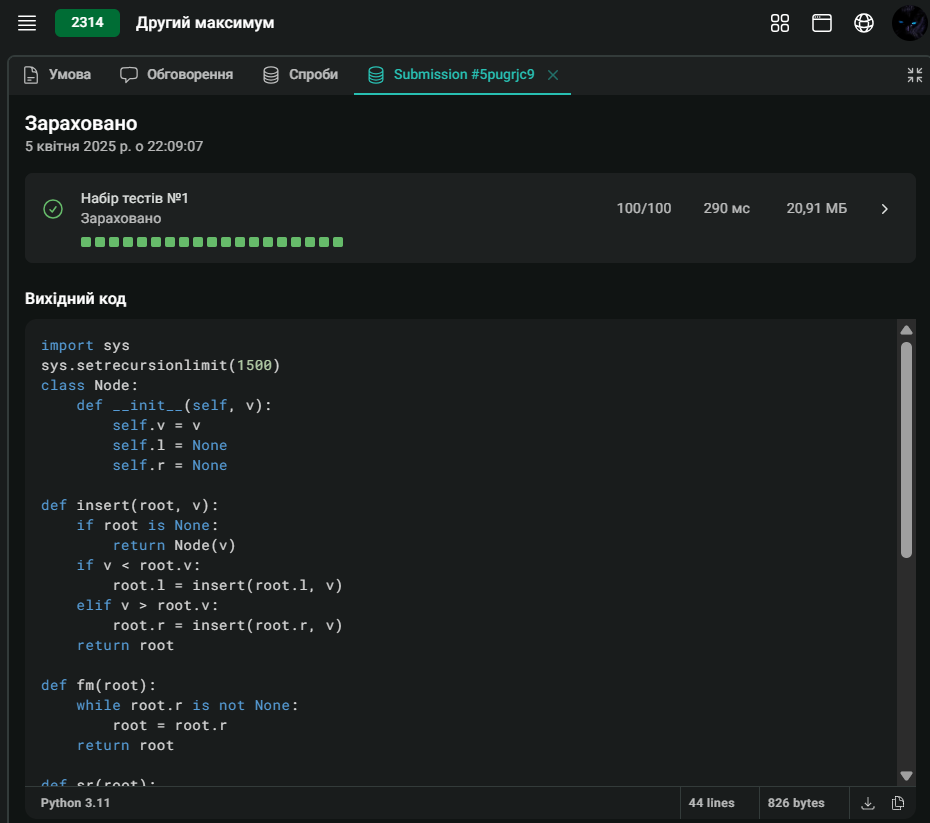 2314 Другий максимум
Умова Обговорення Спроби Submission #5pugrjc9
Зараховано
5 квітня 2025 р. о 22:09:07
Набір тестів №1
Зараховано
100/100 290 мс 20,91 МБ
Вихідний код
import sys
sys.setrecursionlimit(1500)
class Node:
    def __init__(self, v):
        self.v = v
        self.l = None
        self.r = None
def insert(root, v):
    if root is None:
        return Node(v)
    if v < root.v:
        root.l = insert(root.l, v)
    elif v > root.v:
        root.r = insert(root.r, v)
    return root
def fm(root):
    while root.r is not None:
        root = root.r
    return root
def sr(root):
Python 3.11 44 lines 826 bytes